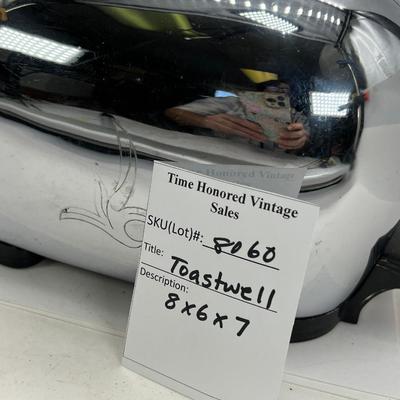 Time Honored Vintage
Sales
SKU(Lot)#: 8060
Title: Toastwell
Description:
8x6x7